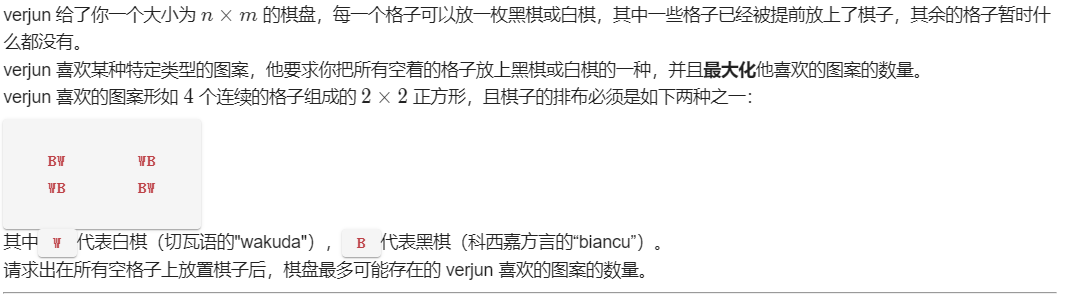 verjun 给了你一个大小为 n × m 的棋盘，每一个格子可以放一枚黑棋或白棋，其中一些格子已经被提前放上了棋子，其余的格子暂时什
么都没有。
verjun 喜欢某种特定类型的图案，他要求你把所有空着的格子放上黑棋或白棋的一种，并且最大化他喜欢的图案的数量。
verjun 喜欢的图案形如 4 个连续的格子组成的 2 × 2 正方形，且棋子的排布必须是如下两种之一：
BW WB
WB BW
其中 W 代表白棋（切瓦语的"wakuda"），B 代表黑棋（科西嘉方言的“biancu”）。
请求出在所有空格子上放置棋子后，棋盘最多可能存在的 verjun 喜欢的图案的数量。